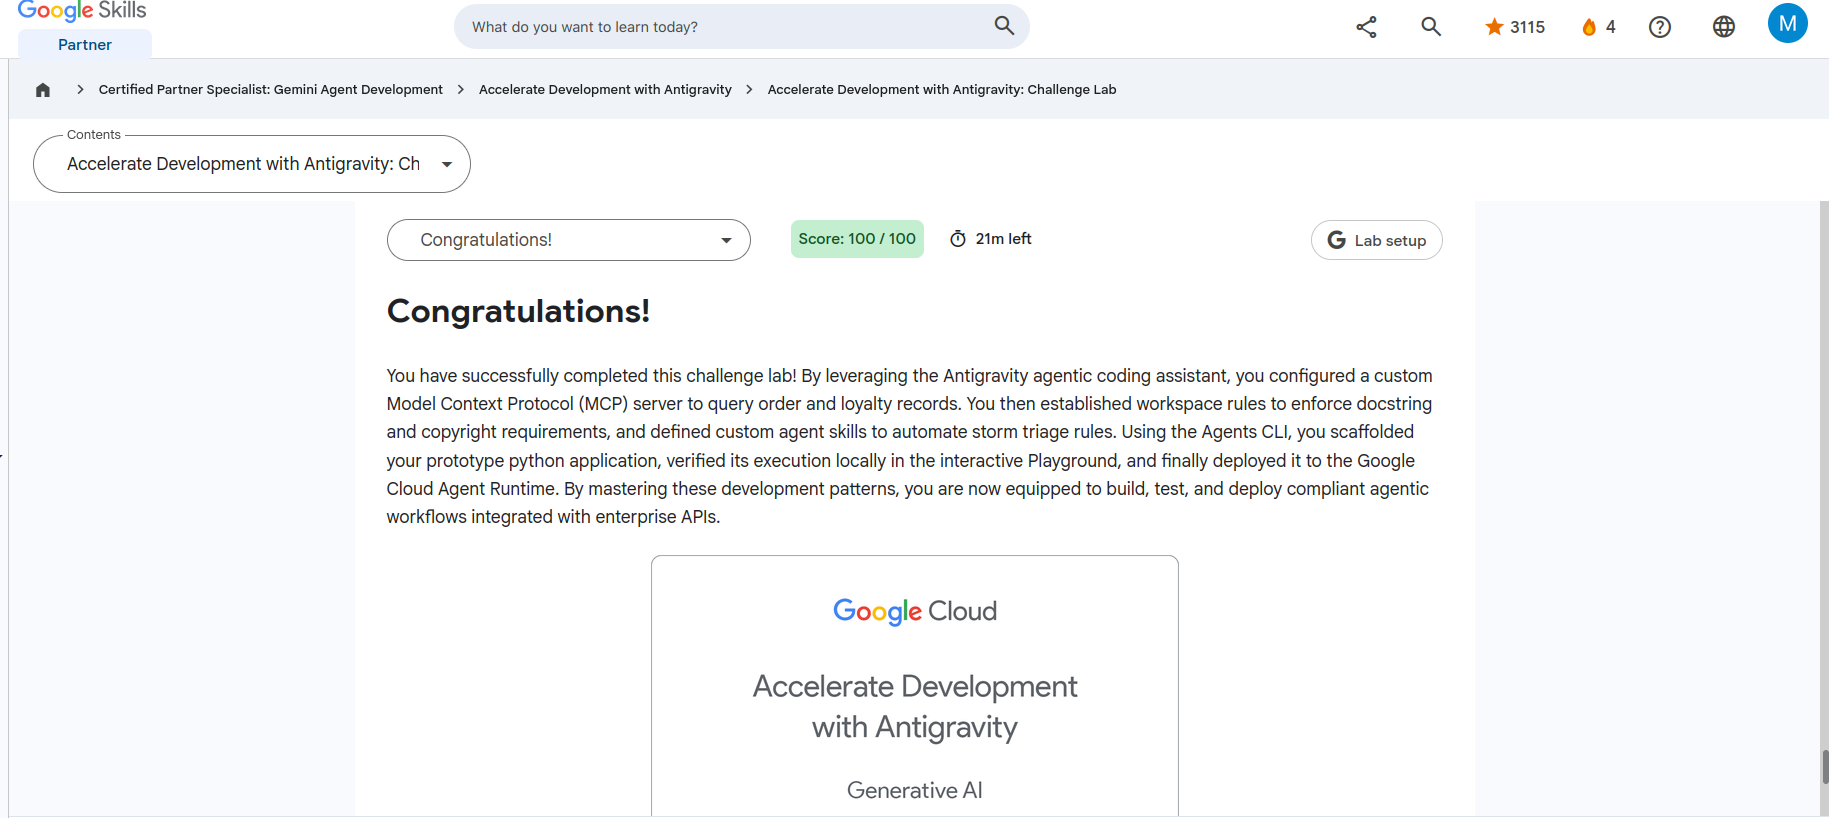 Google Skills
Partner
What do you want to learn today?
3115
4
M
Certified Partner Specialist: Gemini Agent Development
Accelerate Development with Antigravity
Accelerate Development with Antigravity: Challenge Lab
Contents
Accelerate Development with Antigravity: Ch
Congratulations!
Score: 100 / 100
21m left
Lab setup
Congratulations!
You have successfully completed this challenge lab! By leveraging the Antigravity agentic coding assistant, you configured a custom
Model Context Protocol (MCP) server to query order and loyalty records. You then established workspace rules to enforce docstring
and copyright requirements, and defined custom agent skills to automate storm triage rules. Using the Agents CLI, you scaffolded
your prototype python application, verified its execution locally in the interactive Playground, and finally deployed it to the Google
Cloud Agent Runtime. By mastering these development patterns, you are now equipped to build, test, and deploy compliant agentic
workflows integrated with enterprise APIs.
Google Cloud
Accelerate Development
with Antigravity
Generative AI